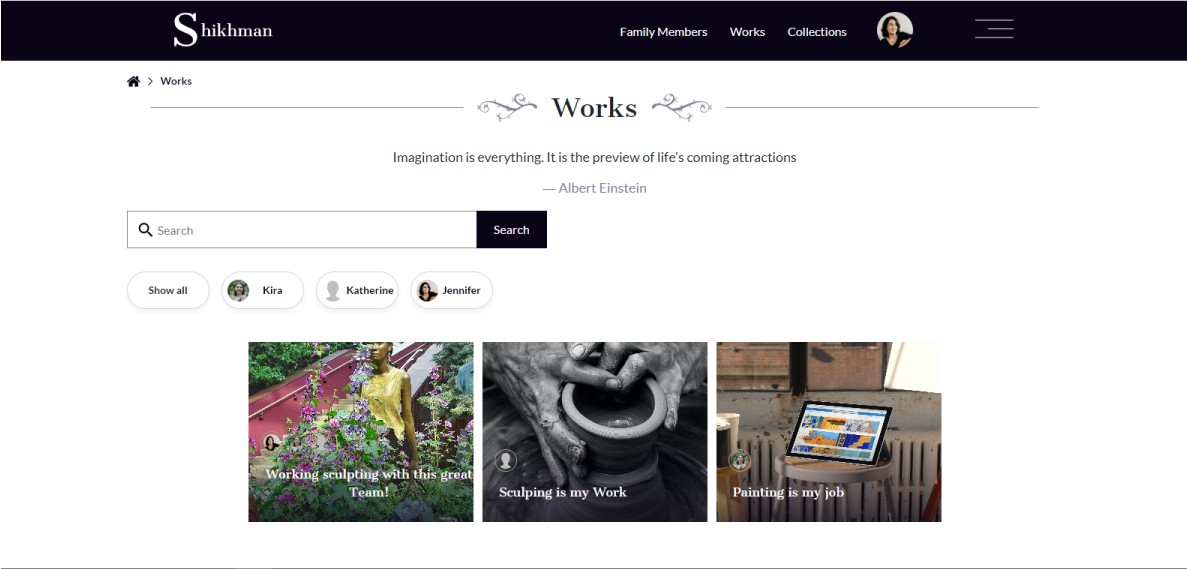 Shikhman
Family Members
Works
Collections
Works
Works
Imagination is everything. It is the preview of life's coming attractions
— Albert Einstein
Search
Search
Show all
Kira
Katherine
Jennifer
Working sculpting with this great
Team!
Sculping is my Work
Painting is my job